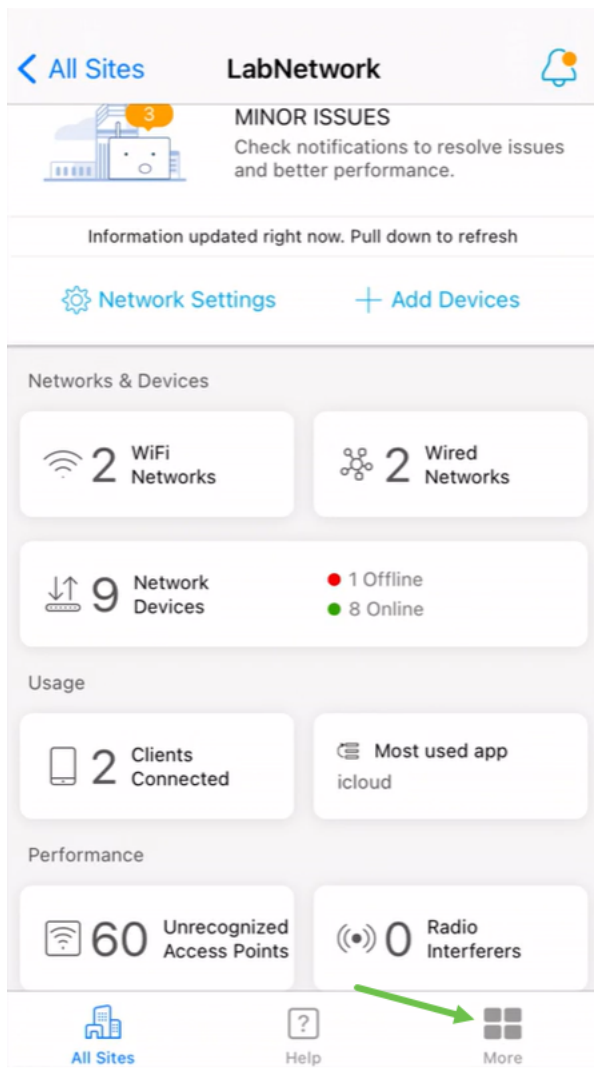 All Sites LabNetwork
3
MINOR ISSUES
Check notifications to resolve issues
and better performance.
Information updated right now. Pull down to refresh
Network Settings Add Devices
Networks & Devices
2 WiFi
Networks
2 Wired
Networks
9 Network
Devices
1 Offline
8 Online
Usage
2 Clients
Connected
Most used app
icloud
Performance
60 Unrecognized
Access Points
0 Radio
Interferers
?
All Sites Help More